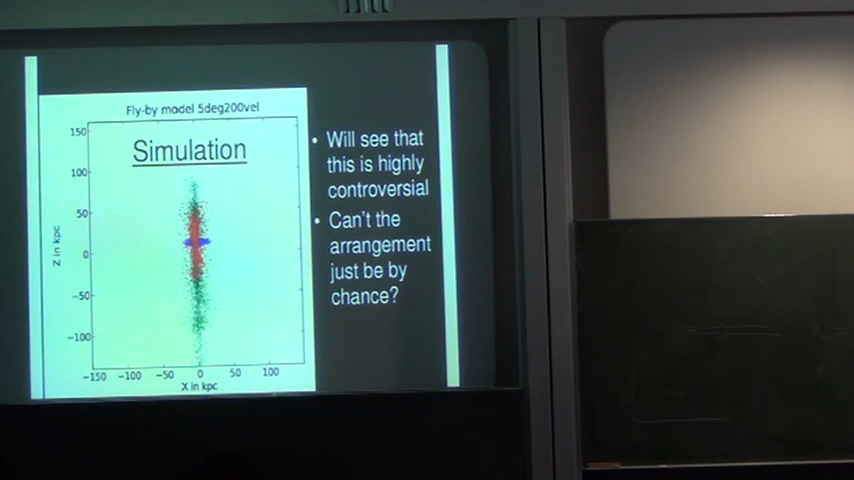 Fly-by model 5deg200vel
Simulation
150
100
50
0
−50
−100
Z in kpc
−150 −100 −50 0 50 100
X in kpc
• Will see that
this is highly
controversial
• Can't the
arrangement
just be by
chance?